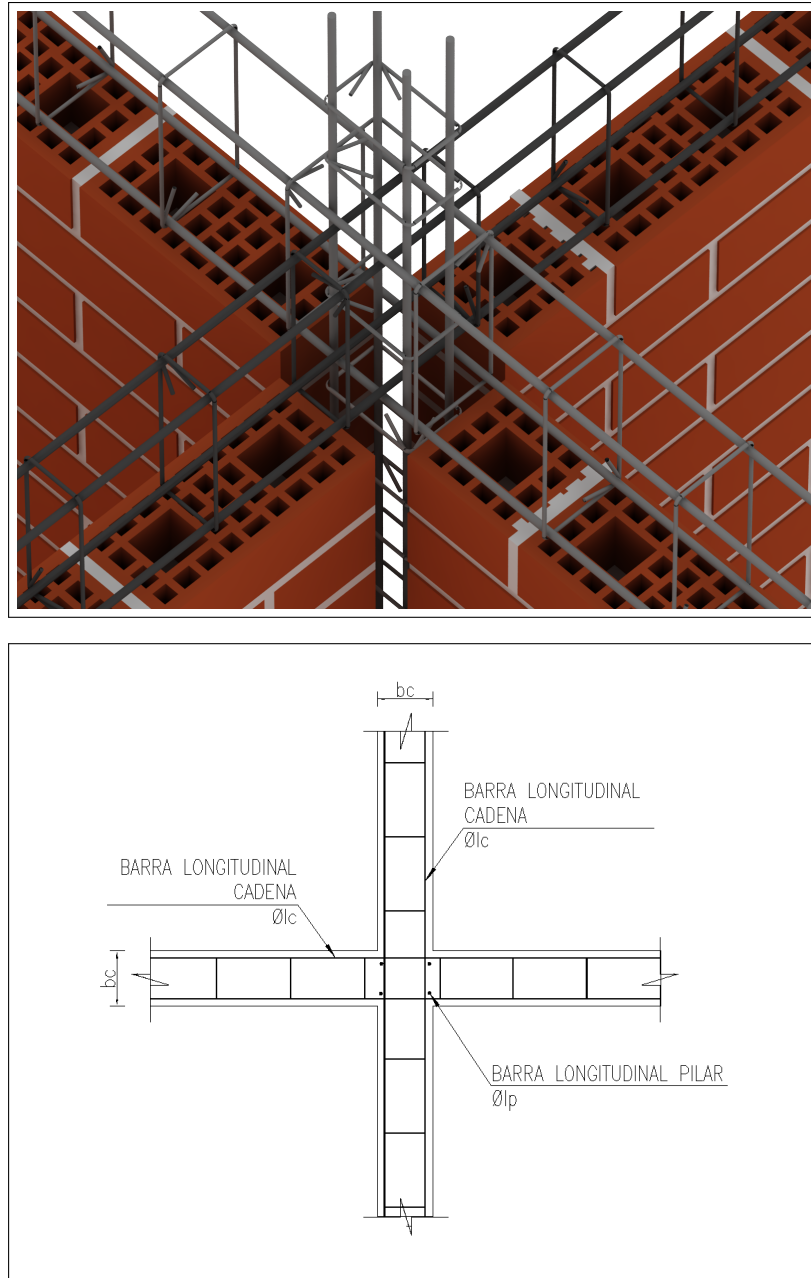 bc
BARRA LONGITUDINAL
CADENA
Ølc
BARRA LONGITUDINAL
CADENA
Ølc
bc
BARRA LONGITUDINAL PILAR
Ølp